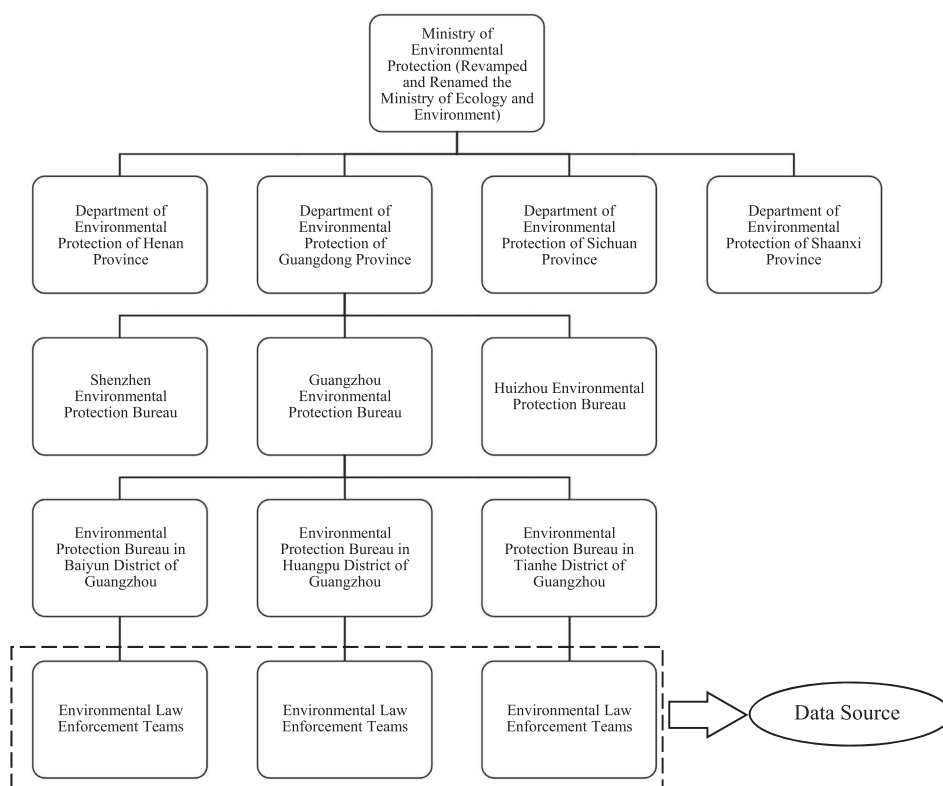 Ministry of
Environmental
Protection (Revamped
and Renamed the
Ministry of Ecology and
Environment)
Department of
Environmental
Protection of Henan
Province
Department of
Environmental
Protection of
Guangdong Province
Department of
Environmental
Protection of Sichuan
Province
Department of
Environmental
Protection of Shaanxi
Province
Shenzhen
Environmental
Protection Bureau
Guangzhou
Environmental
Protection Bureau
Huizhou Environmental
Protection Bureau
Environmental
Protection Bureau in
Baiyun District of
Guangzhou
Environmental
Protection Bureau in
Huangpu District of
Guangzhou
Environmental
Protection Bureau in
Tianhe District of
Guangzhou
Environmental Law
Enforcement Teams
Environmental Law
Enforcement Teams
Environmental Law
Enforcement Teams
Data Source